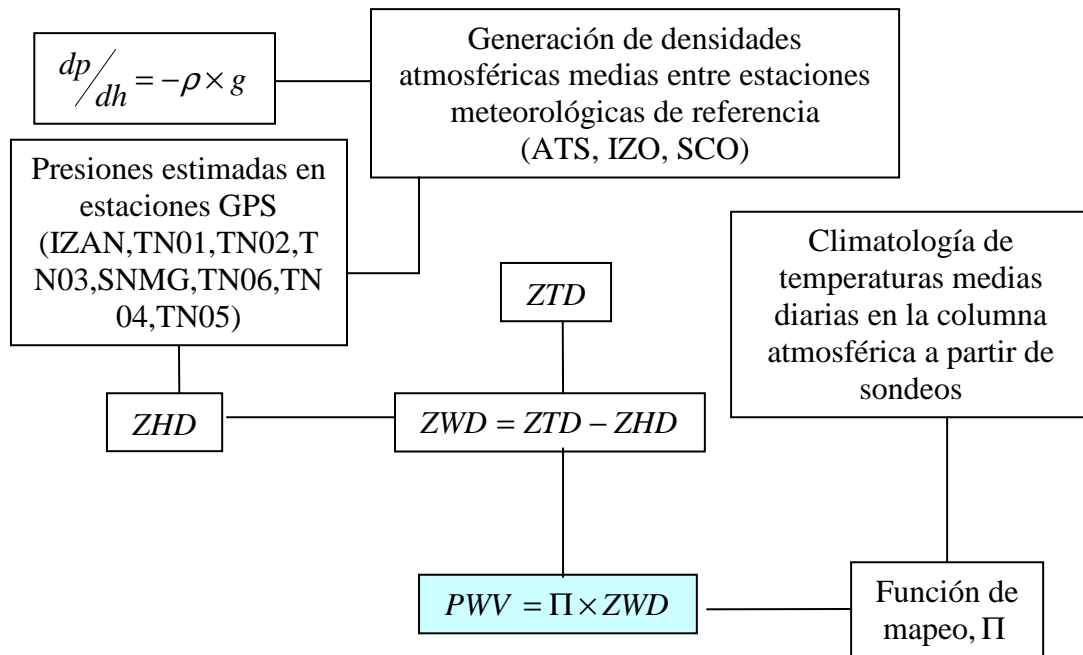 dp/dh = −ρ × g
Generación de densidades
atmosféricas medias entre estaciones
meteorológicas de referencia
(ATS, IZO, SCO)
Presiones estimadas en
estaciones GPS
(IZAN,TN01,TN02,T
N03,SNMG,TN06,TN
04,TN05)
ZTD
Climatología de
temperaturas medias
diarias en la columna
atmosférica a partir de
sondeos
ZHD
ZWD = ZTD − ZHD
PWV = Π × ZWD
Función de
mapeo, Π